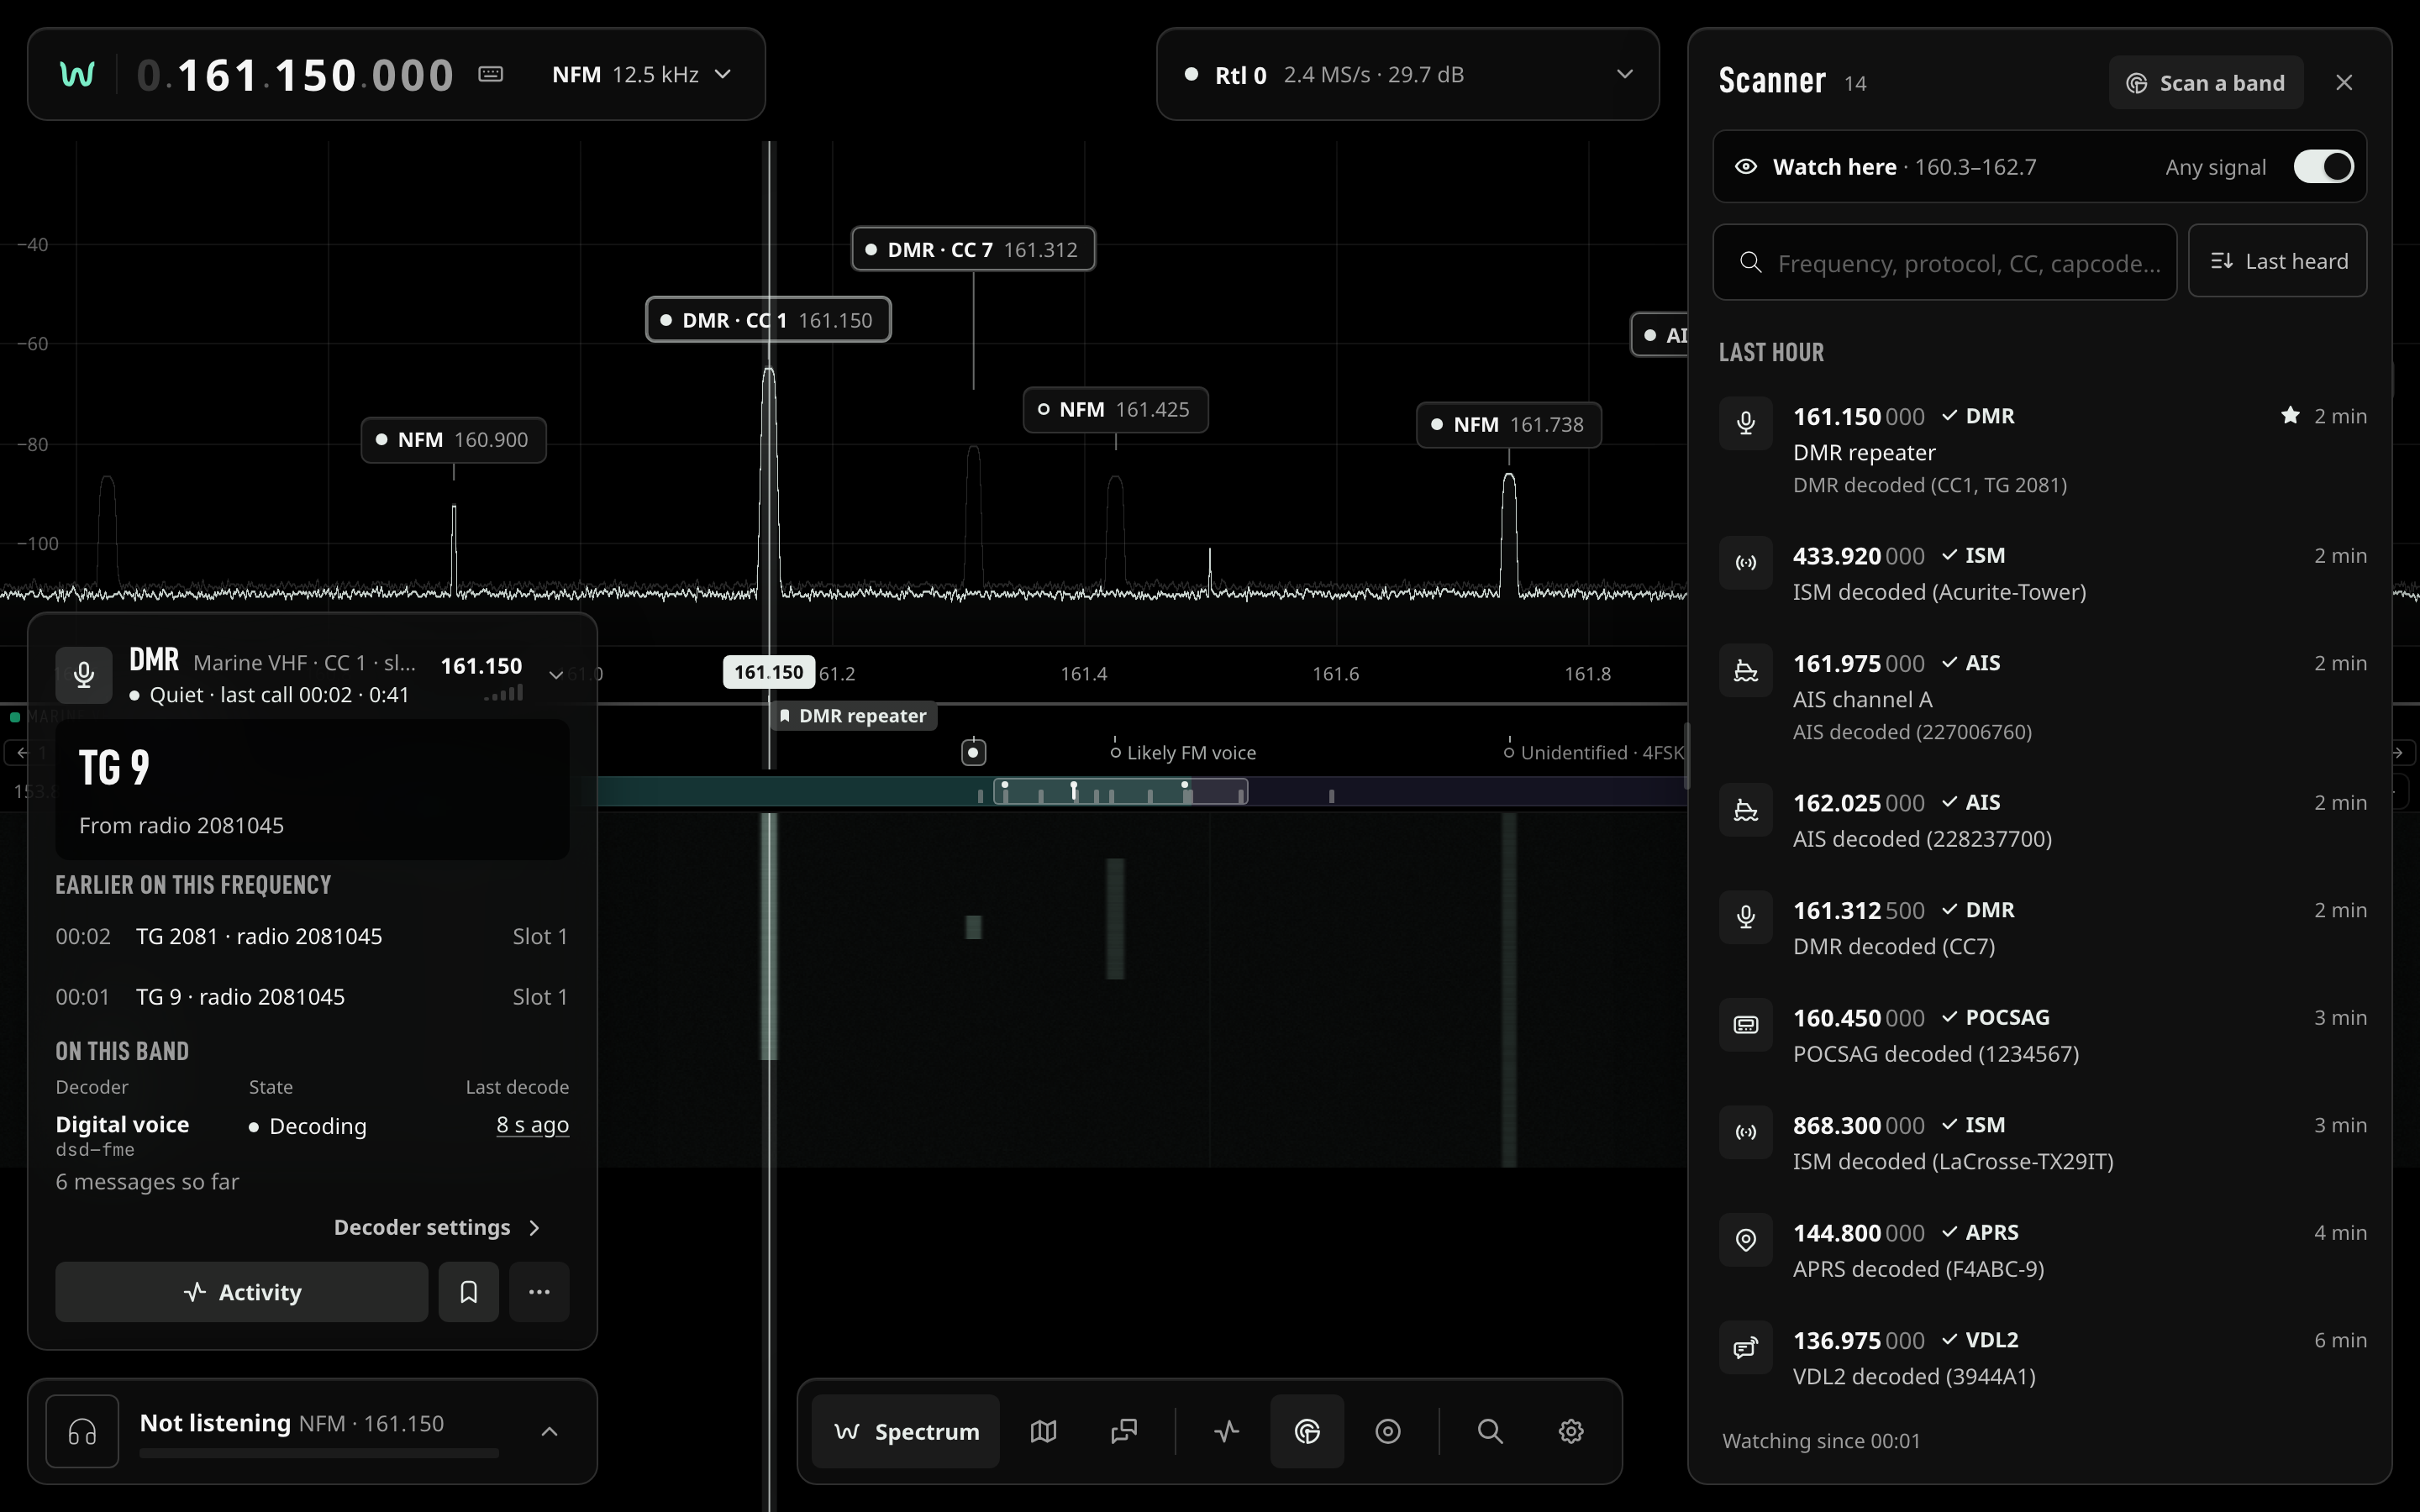 0.161.150.000
NFM 12.5 kHz
Rtl 0 2.4 MS/s · 29.7 dB
−40
−60
−80
−100
DMR · CC 7 161.312
DMR · CC 1 161.150
AI
NFM 161.425
NFM 161.738
NFM 160.900
161.150
61.2
161.4
161.6
161.8
DMR repeater
Likely FM voice
Unidentified · 4FSK
DMR Marine VHF · CC 1 · sl... 161.150
Quiet · last call 00:02 · 0:41
TG 9
From radio 2081045
EARLIER ON THIS FREQUENCY
00:02 TG 2081 · radio 2081045 Slot 1
00:01 TG 9 · radio 2081045 Slot 1
ON THIS BAND
Decoder State Last decode
Digital voice Decoding 8 s ago
dsd-fme
6 messages so far
Decoder settings
Activity
Not listening NFM · 161.150
Spectrum
Scanner 14
Scan a band
Watch here · 160.3–162.7 Any signal
Frequency, protocol, CC, capcode...
Last heard
LAST HOUR
161.150 000 DMR 2 min
DMR repeater
DMR decoded (CC1, TG 2081)
433.920 000 ISM 2 min
ISM decoded (Acurite-Tower)
161.975 000 AIS 2 min
AIS channel A
AIS decoded (227006760)
162.025 000 AIS 2 min
AIS decoded (228237700)
161.312 500 DMR 2 min
DMR decoded (CC7)
160.450 000 POCSAG 3 min
POCSAG decoded (1234567)
868.300 000 ISM 3 min
ISM decoded (LaCrosse-TX29IT)
144.800 000 APRS 4 min
APRS decoded (F4ABC-9)
136.975 000 VDL2 6 min
VDL2 decoded (3944A1)
Watching since 00:01